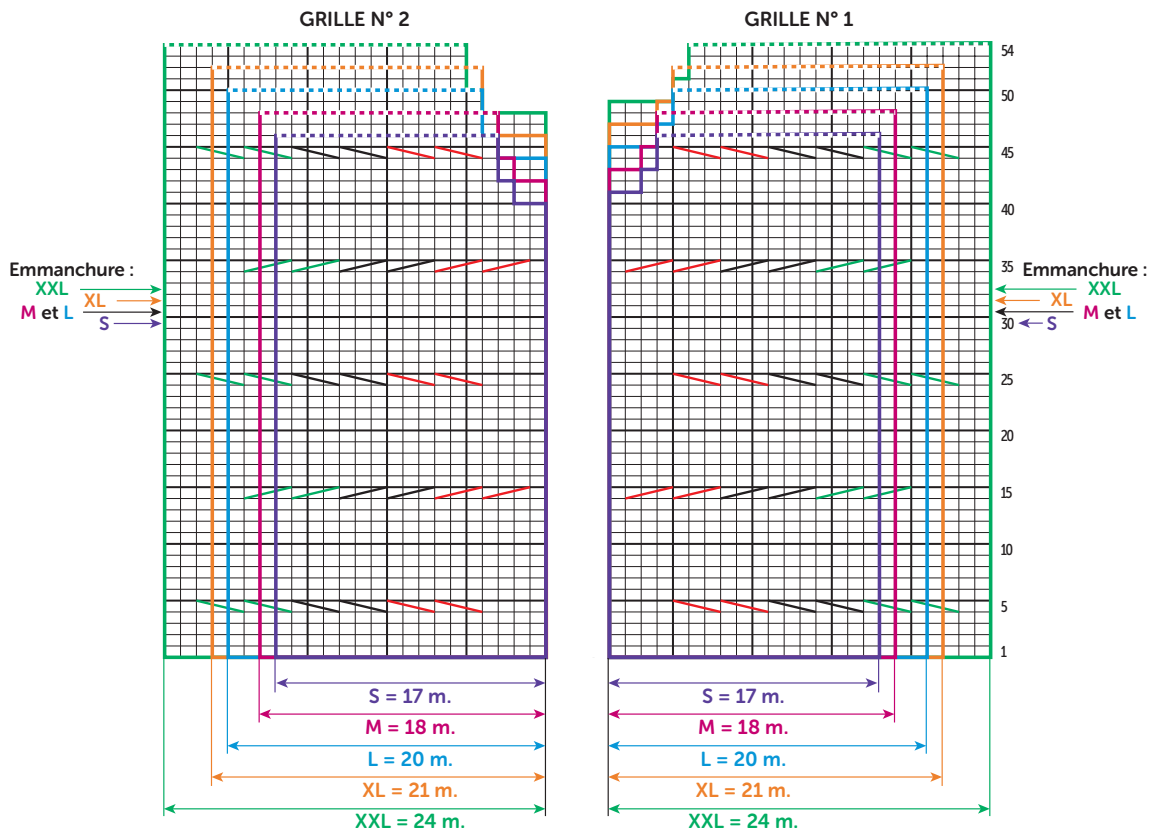 GRILLE N° 2
GRILLE N° 1
54
50
45
40
35
30
25
20
15
10
5
1
Emmanchure :
XXL
XL
M et L
S
Emmanchure :
XXL
XL
M et L
S
S = 17 m.
M = 18 m.
L = 20 m.
XL = 21 m.
XXL = 24 m.
S = 17 m.
M = 18 m.
L = 20 m.
XL = 21 m.
XXL = 24 m.